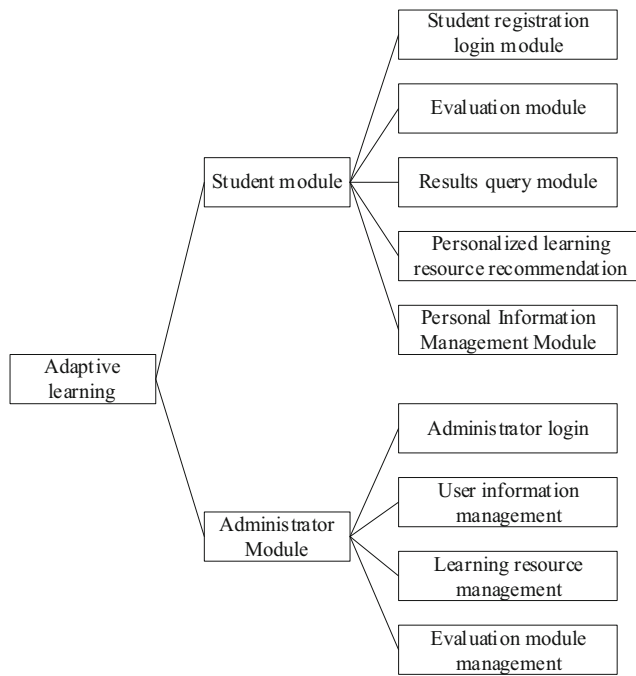 Student registration
login module
Evaluation module
Student module
Results query module
Personalized learning
resource recommendation
Personal Information
Management Module
Adaptive
learning
Administrator login
User information
management
Administrator
Module
Learning resource
management
Evaluation module
management